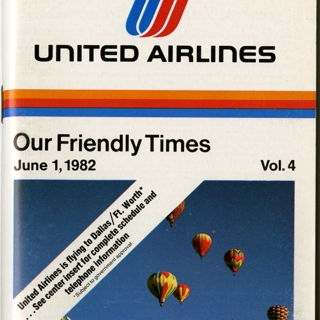 UNITED AIRLINES
Our Friendly Times
June 1, 1982 Vol. 4
United Airlines is flying to Dallas/Ft. Worth*
. . . See center insert for complete schedule and
telephone information
*Subject to government approval